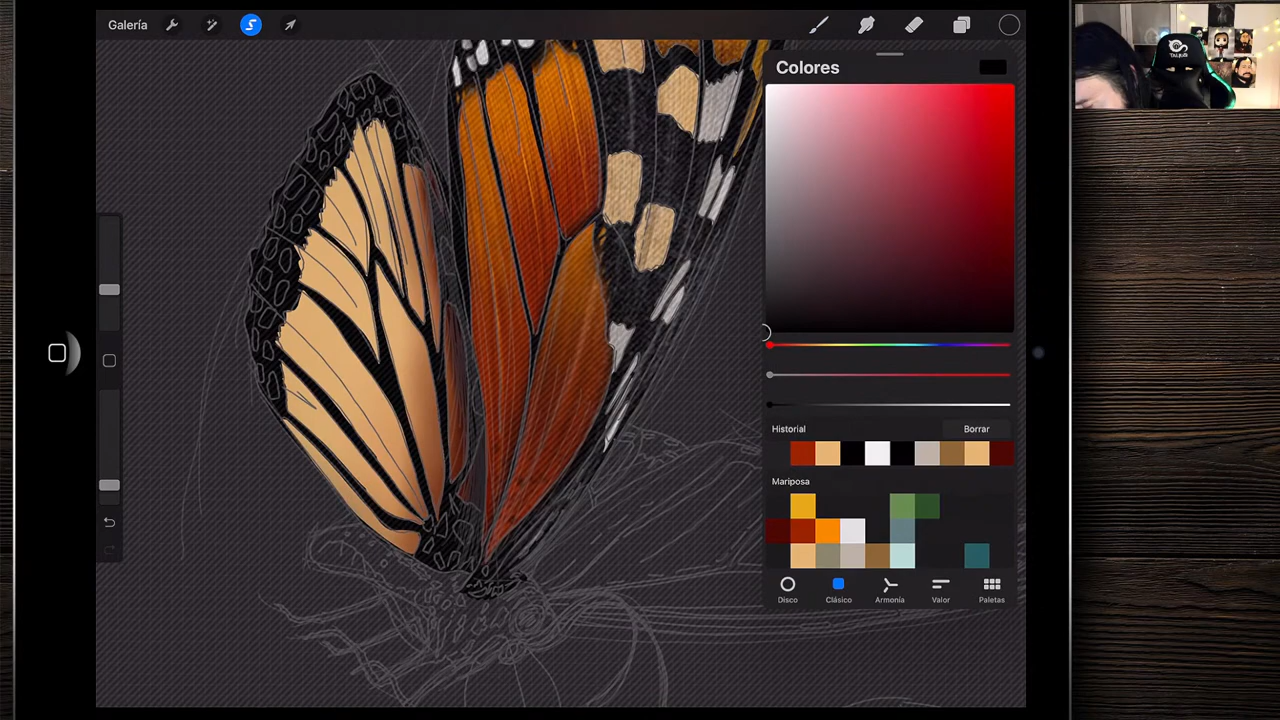 Galería
Colores
Historial
Borrar
Mariposa
Disco
Clásico
Armonía
Valor
Paletas